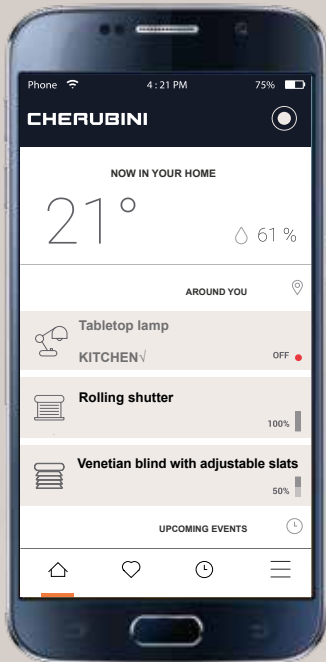 Phone 4:21 PM 75%
CHERUBINI
NOW IN YOUR HOME
21° 61 %
AROUND YOU
Tabletop lamp
KITCHEN√ OFF
Rolling shutter
100%
Venetian blind with adjustable slats
50%
UPCOMING EVENTS